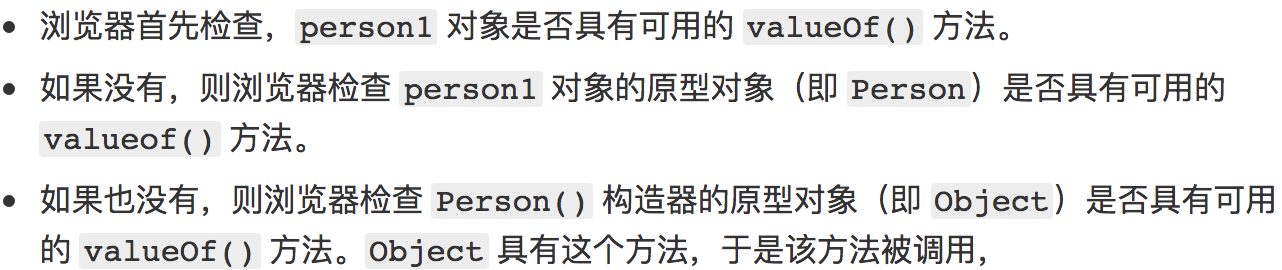 • 浏览器首先检查，person1 对象是否具有可用的 valueOf() 方法。
• 如果没有，则浏览器检查 person1 对象的原型对象（即 Person）是否具有可用的
valueof() 方法。
• 如果也没有，则浏览器检查 Person() 构造器的原型对象（即 Object）是否具有可用
的 valueOf() 方法。Object 具有这个方法，于是该方法被调用，